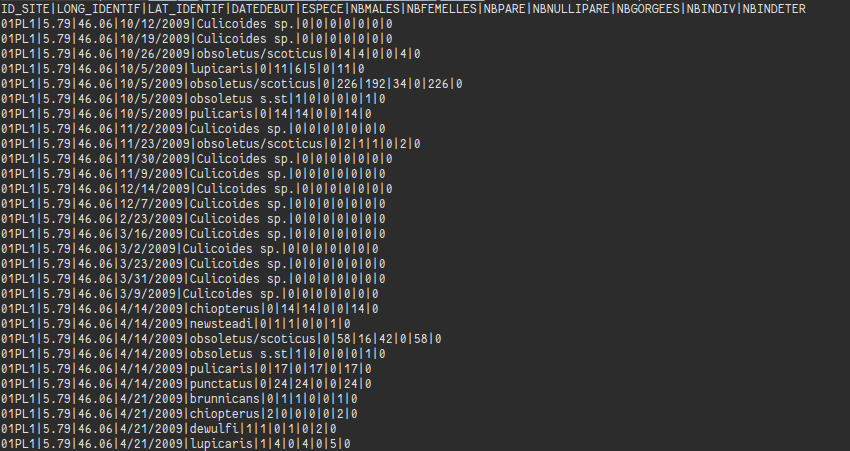 ID_SITE|LONG_IDENTIF|LAT_IDENTIF|DATEDEBUT|ESPECE|NBMALES|NBFEMELLES|NBPARE|NBNULLIPARE|NBGORGEES|NBINDIV|NBINDETER
01PL1|5.79|46.06|10/12/2009|Culicoides sp.|0|0|0|0|0|0|0
01PL1|5.79|46.06|10/19/2009|Culicoides sp.|0|0|0|0|0|0|0
01PL1|5.79|46.06|10/26/2009|obsoletus/scoticus|0|4|4|0|0|4|0
01PL1|5.79|46.06|10/5/2009|lupicaris|0|11|6|5|0|11|0
01PL1|5.79|46.06|10/5/2009|obsoletus/scoticus|0|226|192|34|0|226|0
01PL1|5.79|46.06|10/5/2009|obsoletus s.st|1|0|0|0|0|1|0
01PL1|5.79|46.06|10/5/2009|pulicaris|0|14|14|0|0|14|0
01PL1|5.79|46.06|11/2/2009|Culicoides sp.|0|0|0|0|0|0|0
01PL1|5.79|46.06|11/23/2009|obsoletus/scoticus|0|2|1|1|0|2|0
01PL1|5.79|46.06|11/30/2009|Culicoides sp.|0|0|0|0|0|0|0
01PL1|5.79|46.06|11/9/2009|Culicoides sp.|0|0|0|0|0|0|0
01PL1|5.79|46.06|12/14/2009|Culicoides sp.|0|0|0|0|0|0|0
01PL1|5.79|46.06|12/7/2009|Culicoides sp.|0|0|0|0|0|0|0
01PL1|5.79|46.06|2/23/2009|Culicoides sp.|0|0|0|0|0|0|0
01PL1|5.79|46.06|3/16/2009|Culicoides sp.|0|0|0|0|0|0|0
01PL1|5.79|46.06|3/2/2009|Culicoides sp.|0|0|0|0|0|0|0
01PL1|5.79|46.06|3/23/2009|Culicoides sp.|0|0|0|0|0|0|0
01PL1|5.79|46.06|3/31/2009|Culicoides sp.|0|0|0|0|0|0|0
01PL1|5.79|46.06|3/9/2009|Culicoides sp.|0|0|0|0|0|0|0
01PL1|5.79|46.06|4/14/2009|chiopterus|0|14|14|0|0|14|0
01PL1|5.79|46.06|4/14/2009|newsteadi|0|1|1|0|0|1|0
01PL1|5.79|46.06|4/14/2009|obsoletus/scoticus|0|58|16|42|0|58|0
01PL1|5.79|46.06|4/14/2009|obsoletus s.st|1|0|0|0|0|1|0
01PL1|5.79|46.06|4/14/2009|pulicaris|0|17|0|17|0|17|0
01PL1|5.79|46.06|4/14/2009|punctatus|0|24|24|0|0|24|0
01PL1|5.79|46.06|4/21/2009|brunnicans|0|1|1|0|0|1|0
01PL1|5.79|46.06|4/21/2009|chiopterus|2|0|0|0|0|2|0
01PL1|5.79|46.06|4/21/2009|dewulfi|1|1|0|1|0|2|0
01PL1|5.79|46.06|4/21/2009|lupicaris|1|4|0|4|0|5|0